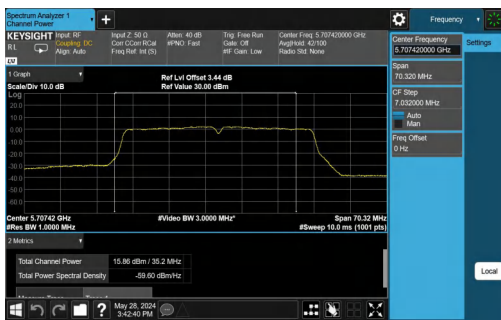 Spectrum Analyzer 1
Channel Power
Frequency
KEYSIGHT
Input: RF
Input Z: 50 Ω
Atten: 40 dB
Trig: Free Run
Center Freq: 5.707420000 GHz
RL
Coupling: DC
Corr CCorr RCal
#PNO: Fast
Gate: Off
Avg|Hold: 42/100
Align: Auto
Freq Ref: Int (S)
#IF Gain: Low
Radio Std: None
Center Frequency
5.707420000 GHz
Settings
Span
70.320 MHz
CF Step
7.032000 MHz
Auto
Man
Freq Offset
0 Hz
1 Graph
Scale/Div 10.0 dB
Ref Lvl Offset 3.44 dB
Ref Value 30.00 dBm
Log
20.0
10.0
0.00
-10.0
-20.0
-30.0
-40.0
-50.0
-60.0
Center 5.70742 GHz
#Video BW 3.0000 MHz*
Span 70.32 MHz
#Res BW 1.0000 MHz
#Sweep 10.0 ms (1001 pts)
2 Metrics
Total Channel Power
15.86 dBm / 35.2 MHz
Total Power Spectral Density
-59.60 dBm/Hz
Local
May 28, 2024
3:42:40 PM